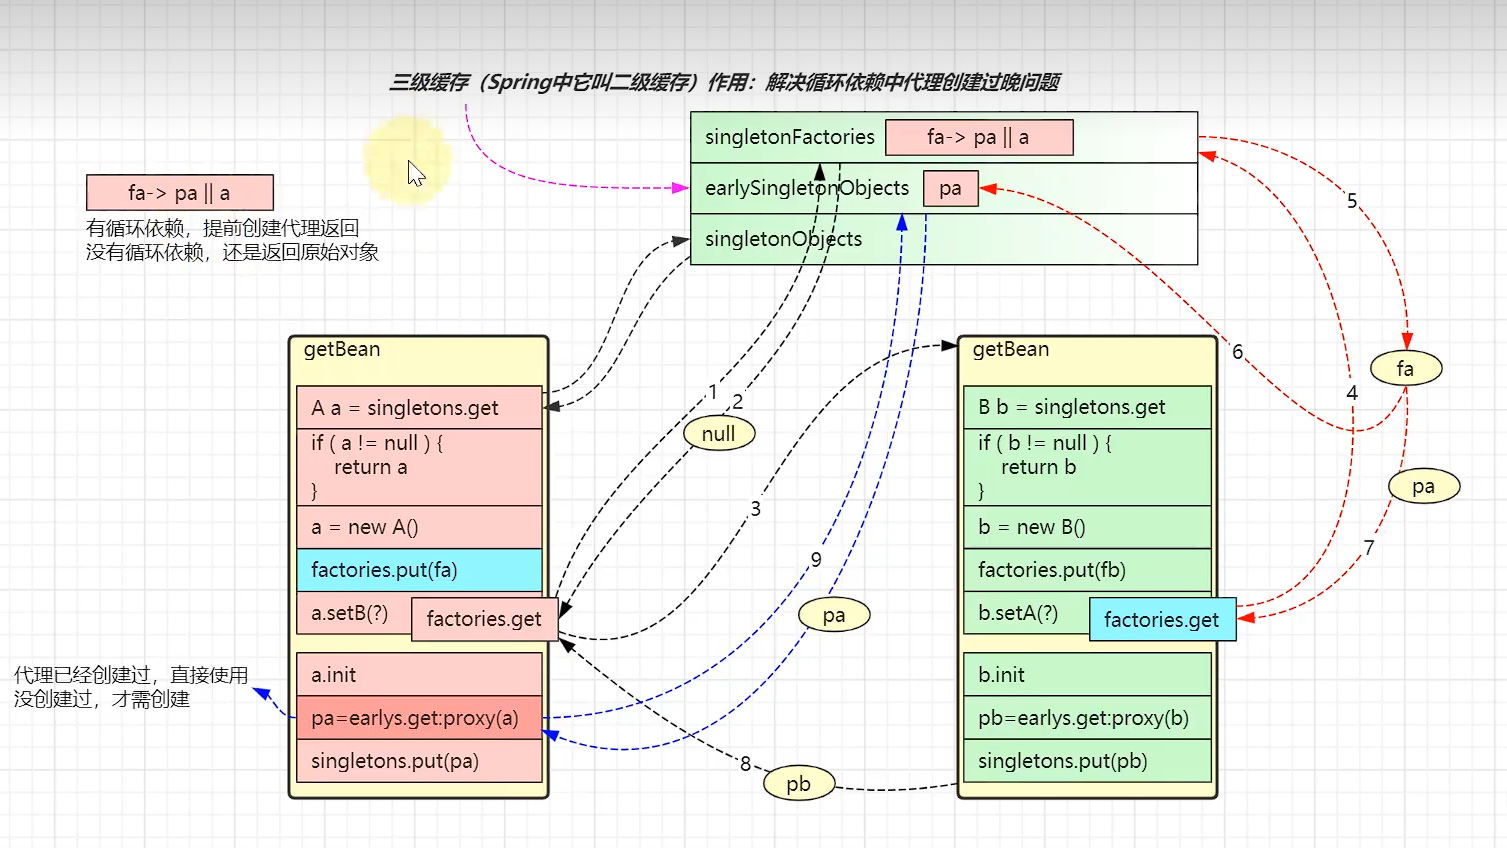 三级缓存（Spring中它叫二级缓存）作用：解决循环依赖中代理创建过晚问题
singletonFactories
fa-> pa || a
earlySingletonObjects
pa
singletonObjects
fa-> pa || a
有循环依赖，提前创建代理返回
没有循环依赖，还是返回原始对象
getBean
A a = singletons.get
if ( a != null ) {
return a
}
a = new A()
factories.put(fa)
a.setB(?)
factories.get
a.init
pa=earlys.get:proxy(a)
singletons.put(pa)
代理已经创建过，直接使用
没创建过，才需创建
1
2
null
3
9
pa
8
pb
getBean
B b = singletons.get
if ( b != null ) {
return b
}
b = new B()
factories.put(fb)
b.setA(?)
factories.get
b.init
pb=earlys.get:proxy(b)
singletons.put(pb)
5
6
fa
4
pa
7